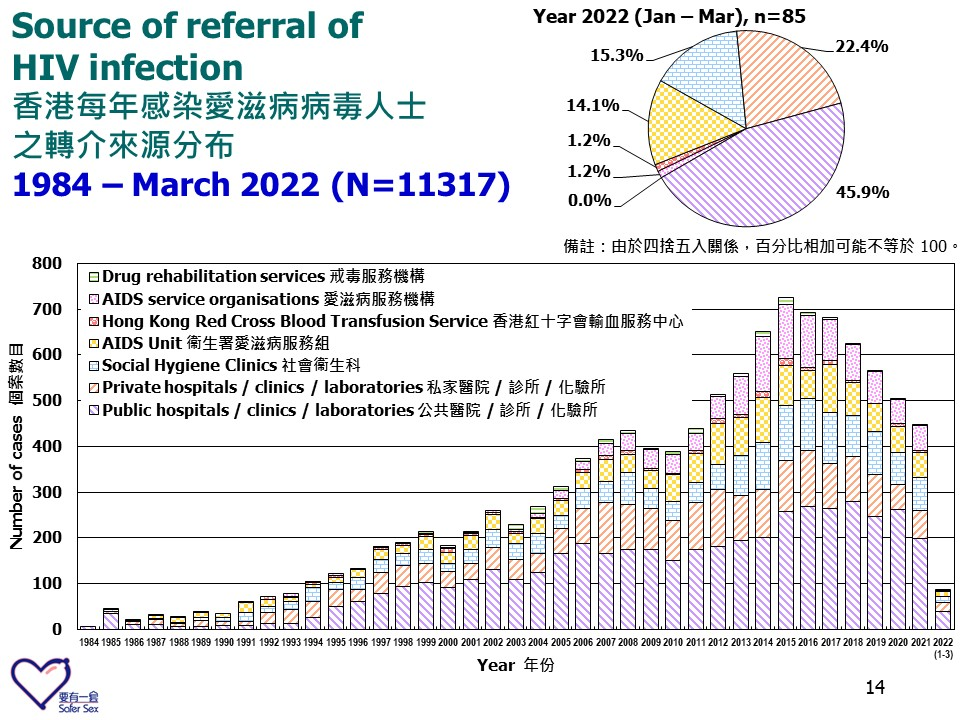 Source of referral of
HIV infection
香港每年感染愛滋病病毒人士
之轉介來源分布
1984 – March 2022 (N=11317)
Year 2022 (Jan – Mar), n=85
22.4%
15.3%
14.1%
1.2%
1.2%
0.0%
45.9%
備註：由於四捨五入關係，百分比相加可能不等於 100。
Number of cases 個案數目
800
700
600
500
400
300
200
100
0
Drug rehabilitation services 戒毒服務機構
AIDS service organisations 愛滋病服務機構
Hong Kong Red Cross Blood Transfusion Service 香港紅十字會輸血服務中心
AIDS Unit 衞生署愛滋病服務組
Social Hygiene Clinics 社會衞生科
Private hospitals / clinics / laboratories 私家醫院 / 診所 / 化驗所
Public hospitals / clinics / laboratories 公共醫院 / 診所 / 化驗所
1984 1985 1986 1987 1988 1989 1990 1991 1992 1993 1994 1995 1996 1997 1998 1999 2000 2001 2002 2003 2004 2005 2006 2007 2008 2009 2010 2011 2012 2013 2014 2015 2016 2017 2018 2019 2020 2021 2022
(1-3)
Year 年份
要有一套
Safer Sex
14